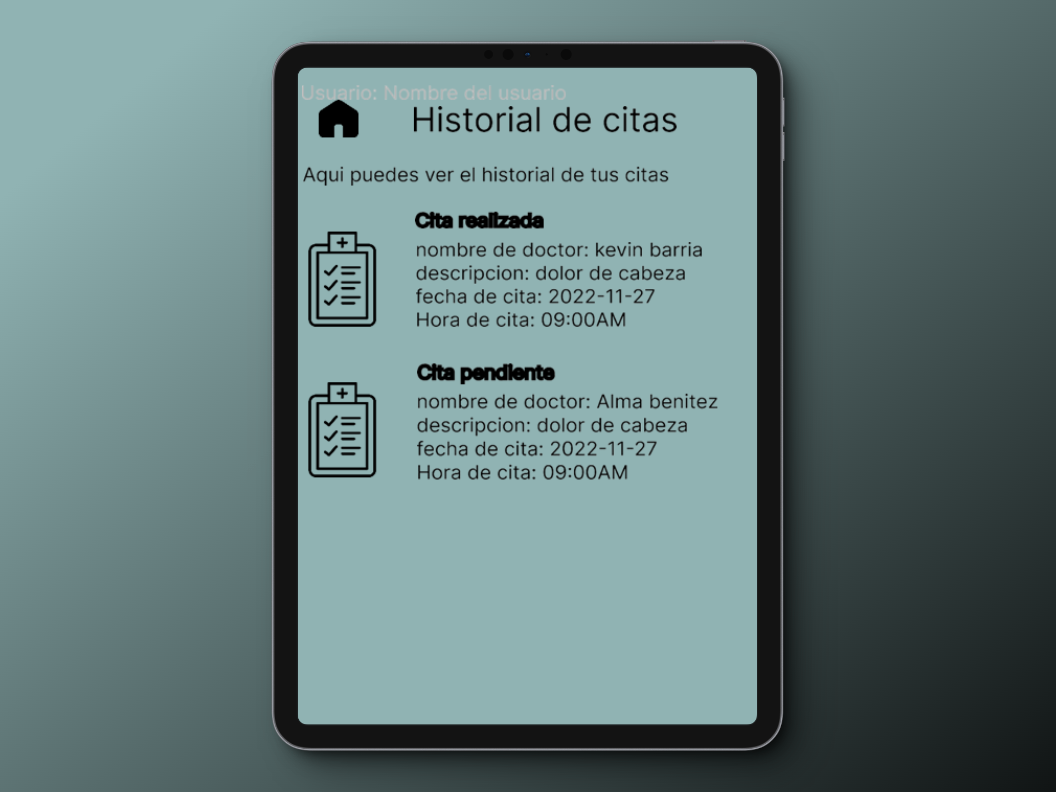 Usuario: Nombre del usuario
Historial de citas
Aqui puedes ver el historial de tus citas
Cita realizada
nombre de doctor: kevin barria
descripcion: dolor de cabeza
fecha de cita: 2022-11-27
Hora de cita: 09:00AM
Cita pendiente
nombre de doctor: Alma benitez
descripcion: dolor de cabeza
fecha de cita: 2022-11-27
Hora de cita: 09:00AM